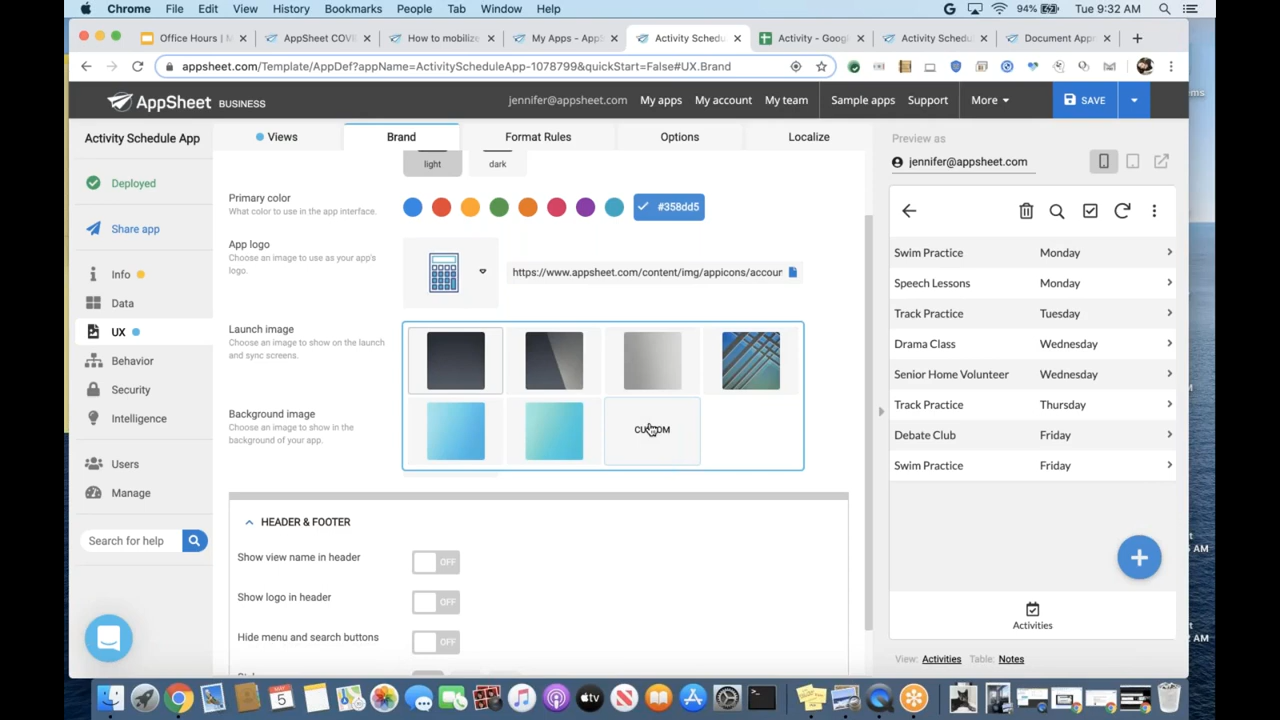 Chrome File Edit View History Bookmarks People Tab Window Help 94% Tue 9:32 AM
Office Hours | M AppSheet COVI How to mobiliz My Apps - AppS Activity Schedu Activity - Googl Activity Schedu Document Appr
appsheet.com/Template/AppDef?appName=ActivityScheduleApp-1078799&quickStart=False#UX.Brand
AppSheet BUSINESS jennifer@appsheet.com My apps My account My team Sample apps Support More SAVE
Activity Schedule App
Views Brand Format Rules Options Localize
Preview as
jennifer@appsheet.com
light dark
Deployed
Share app
Info
Data
UX
Behavior
Security
Intelligence
Users
Manage
Search for help
Primary color
What color to use in the app interface.
#358dd5
App logo
Choose an image to use as your app's
logo.
https://www.appsheet.com/content/img/appicons/accour
Launch image
Choose an image to show on the launch
and sync screens.
Background image
Choose an image to show in the
background of your app.
HEADER & FOOTER
Show view name in header OFF
Show logo in header OFF
Hide menu and search buttons OFF
Swim Practice Monday
Speech Lessons Monday
Track Practice Tuesday
Drama Class Wednesday
Senior Home Volunteer Wednesday
Track Practice Thursday
Debate Club Friday
Swim Practice Friday
Activities
View: Activities Table: Notes